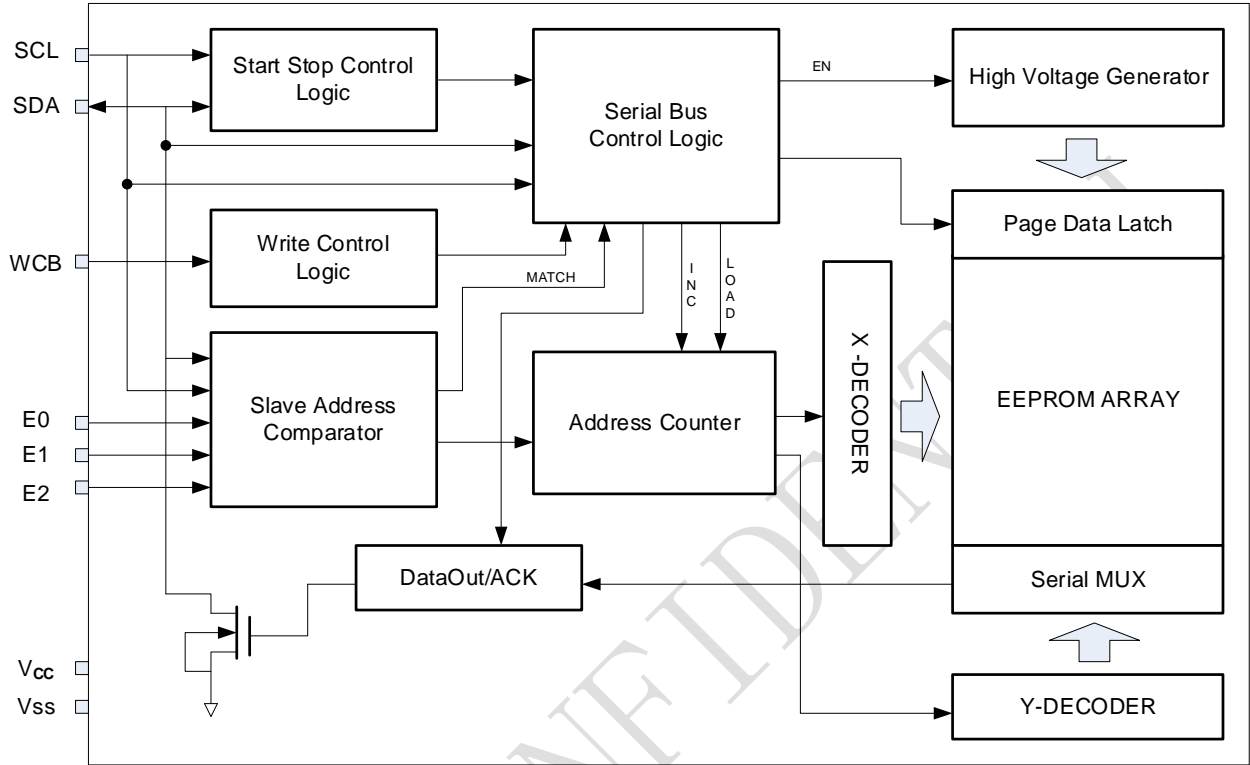 SCL
SDA
WCB
E0
E1
E2
Vcc
Vss
Start Stop Control
Logic
Write Control
Logic
Slave Address
Comparator
Serial Bus
Control Logic
EN
High Voltage Generator
MATCH
INC
LOAD
Address Counter
X -DECODER
Page Data Latch
EEPROM ARRAY
Serial MUX
DataOut/ACK
Y-DECODER